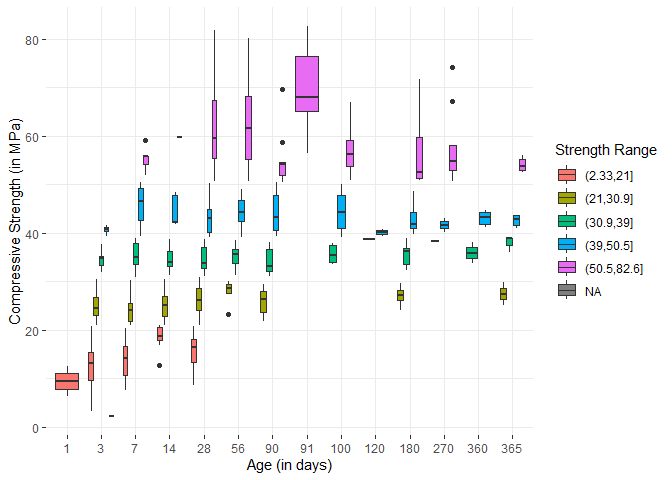 80
60
40
20
0
Compressive Strength (in MPa)
1 3 7 14 28 56 90 91 100 120 180 270 360 365
Age (in days)
Strength Range
(2.33,21]
(21,30.9]
(30.9,39]
(39,50.5]
(50.5,82.6]
NA